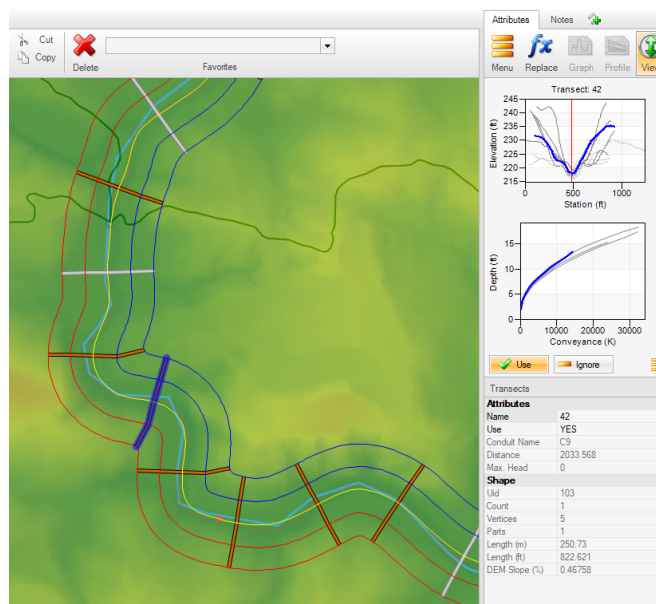 Attributes Notes
Cut
Copy
Delete
Favorites
Menu Replace Graph Profile View
Transect: 42
Elevation (ft)
245
240
235
230
225
220
215
0 500 1000
Station (ft)
Depth (ft)
15
10
5
0
0 10000 20000 30000
Conveyance (K)
Use Ignore
Transects
Attributes
Name 42
Use YES
Conduit Name C9
Distance 2033.568
Max. Head 0
Shape
Uid 103
Count 1
Vertices 5
Parts 1
Length (m) 250.73
Length (ft) 822.621
DEM Slope (%) 0.46758